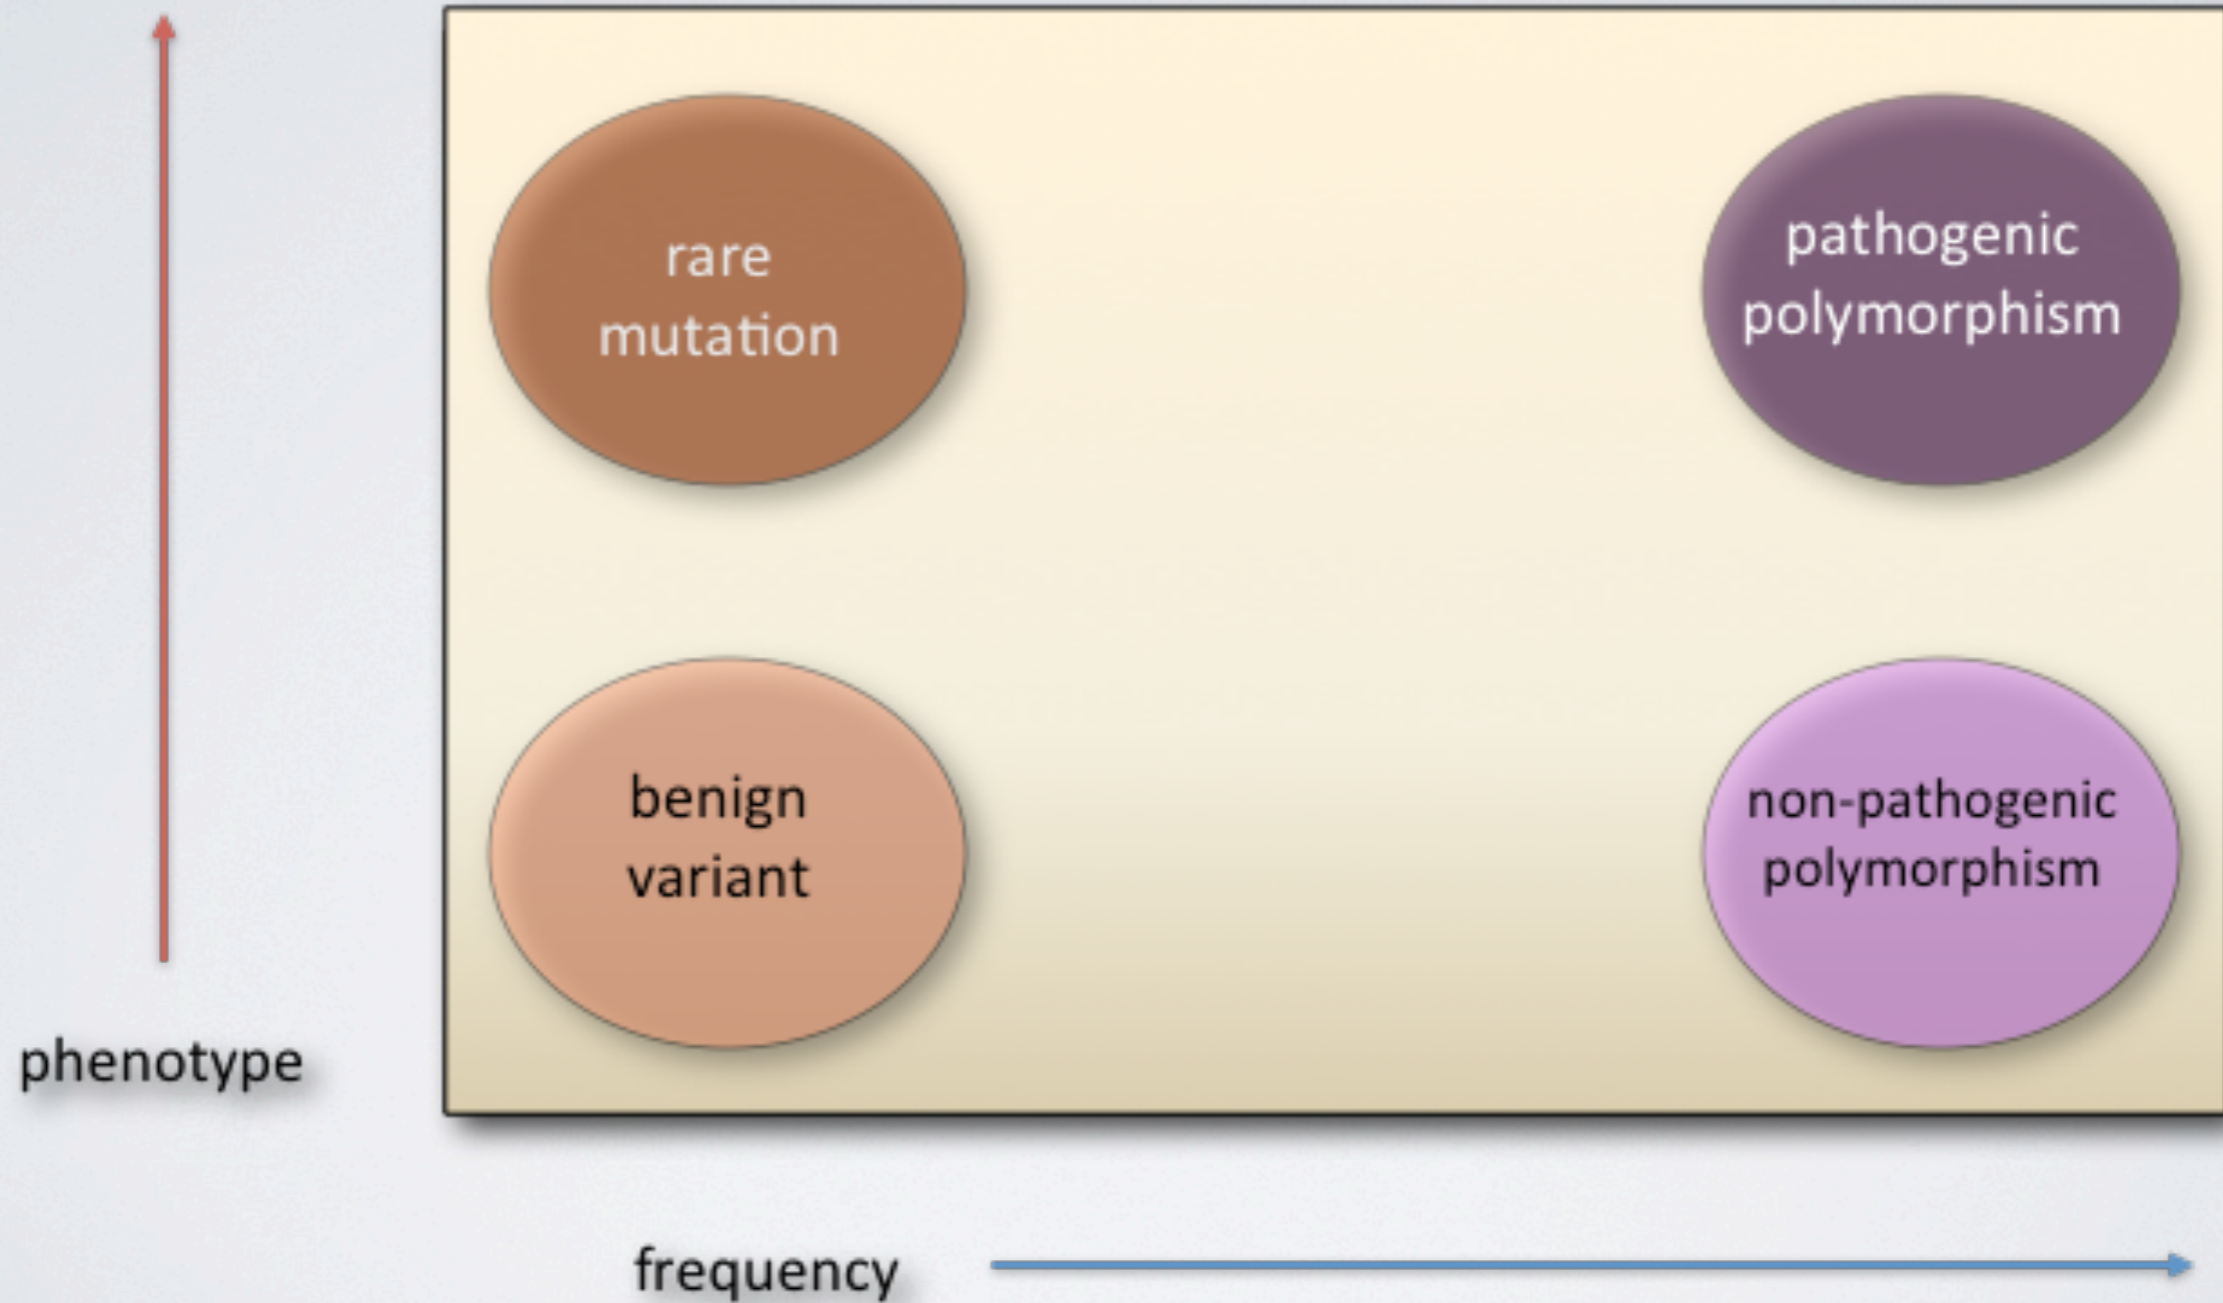 rare
mutation
pathogenic
polymorphism
benign
variant
non-pathogenic
polymorphism
phenotype
frequency